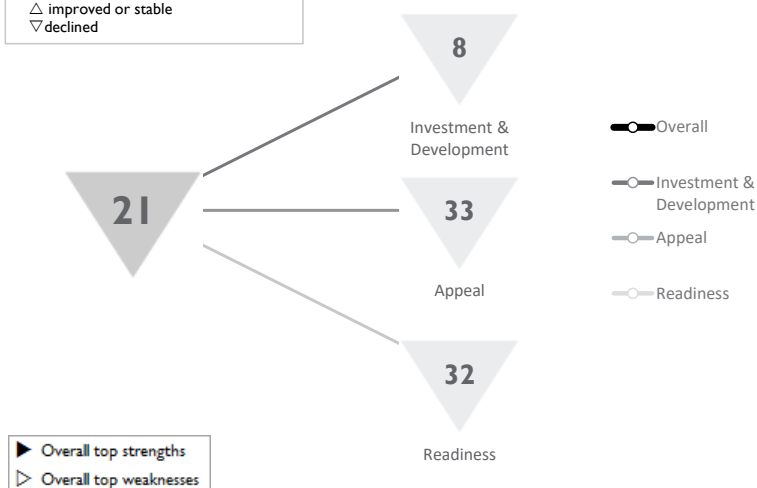 △ improved or stable
▽ declined
8
Investment &
Development
21
33
Appeal
32
Readiness
Overall
Investment &
Development
Appeal
Readiness
▶ Overall top strengths
▷ Overall top weaknesses